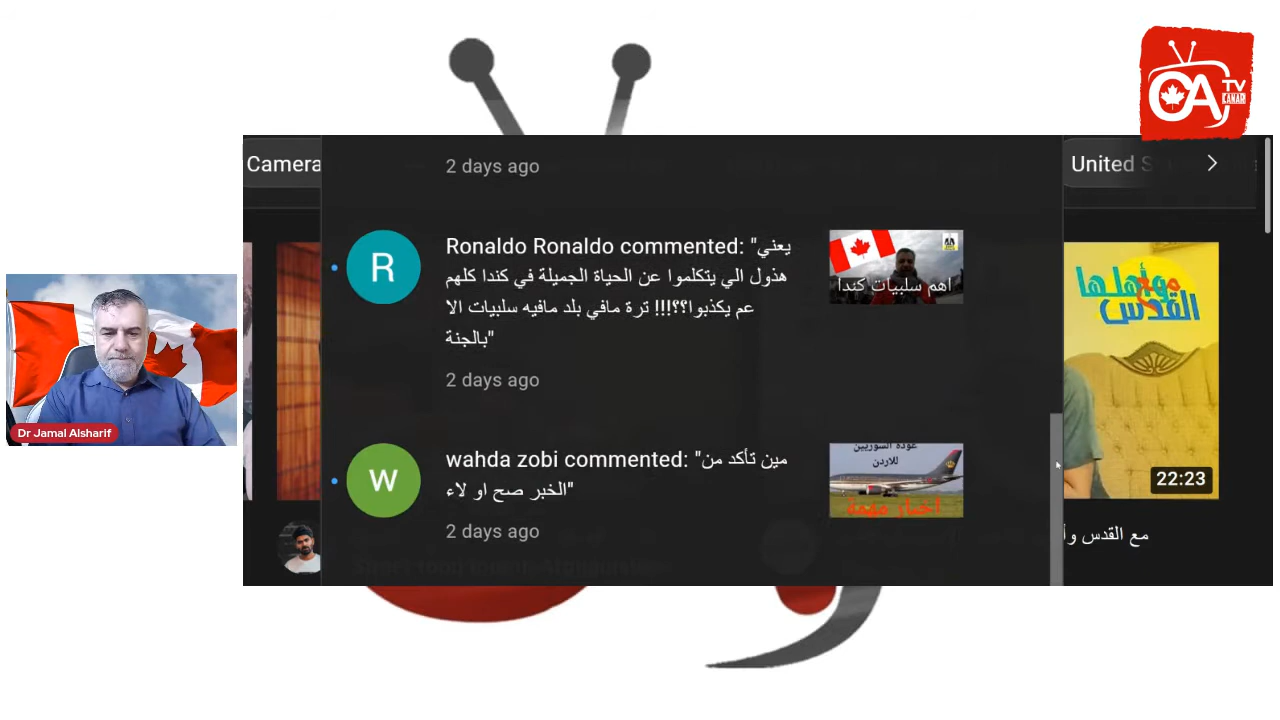 CA TV
KANAR
Camera
2 days ago
United S
Ronaldo Ronaldo commented: "يعني
هذول الي يتكلموا عن الحياة الجميلة في كندا كلهم
عم يكذبوا؟؟!!! ترة مافي بلد مافيه سلبيات الا
بالجنة"
2 days ago
اهم سلبيات كندا
القدس
22:23
Dr Jamal Alsharif
wahda zobi commented: "مين تأكد من
الخبر صح او لاء"
2 days ago
عودة السوريين
للاردن
اخبار مهمة
مع القدس وأ